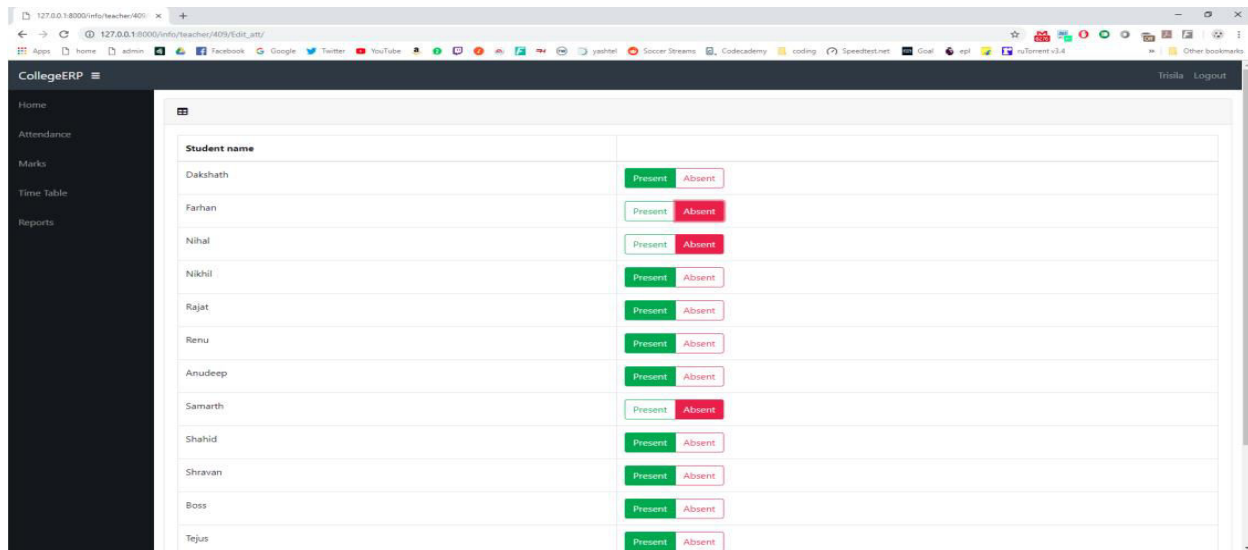 127.0.0.1:8000/info/teacher/409/
127.0.0.1:8000/info/teacher/409/Edit_att/
Apps home admin Facebook G Google Twitter YouTube yashtel Soccer Streams Codecademy coding Speedtest.net Goal epl ruTorrent v3.4 » Other bookmarks
CollegeERP Trisila Logout
Home
Attendance
Marks
Time Table
Reports
Student name
Dakshath Present Absent
Farhan Present Absent
Nihal Present Absent
Nikhil Present Absent
Rajat Present Absent
Renu Present Absent
Anudeep Present Absent
Samarth Present Absent
Shahid Present Absent
Shravan Present Absent
Boss Present Absent
Tejus Present Absent